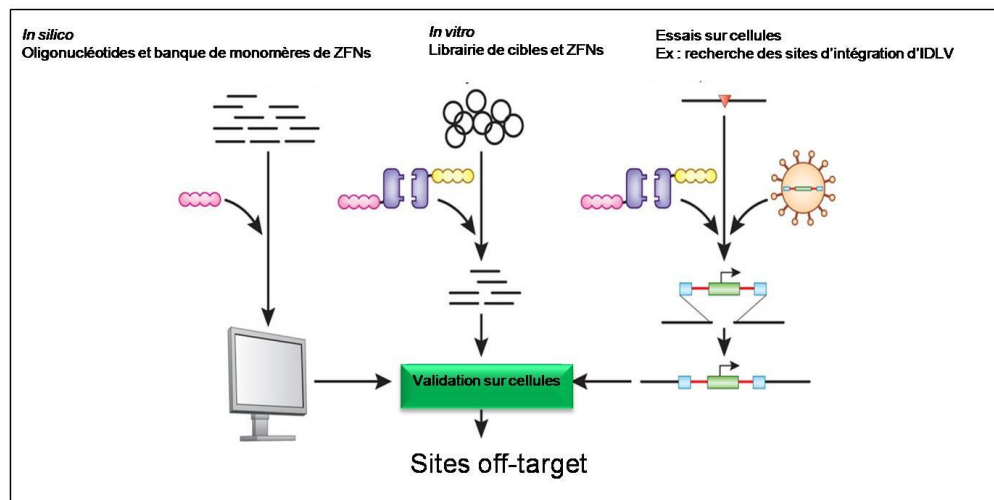 In silico
Oligonucléotides et banque de monomères de ZFNs
In vitro
Librairie de cibles et ZFNs
Essais sur cellules
Ex : recherche des sites d'intégration d'IDLV
Validation sur cellules
Sites off-target